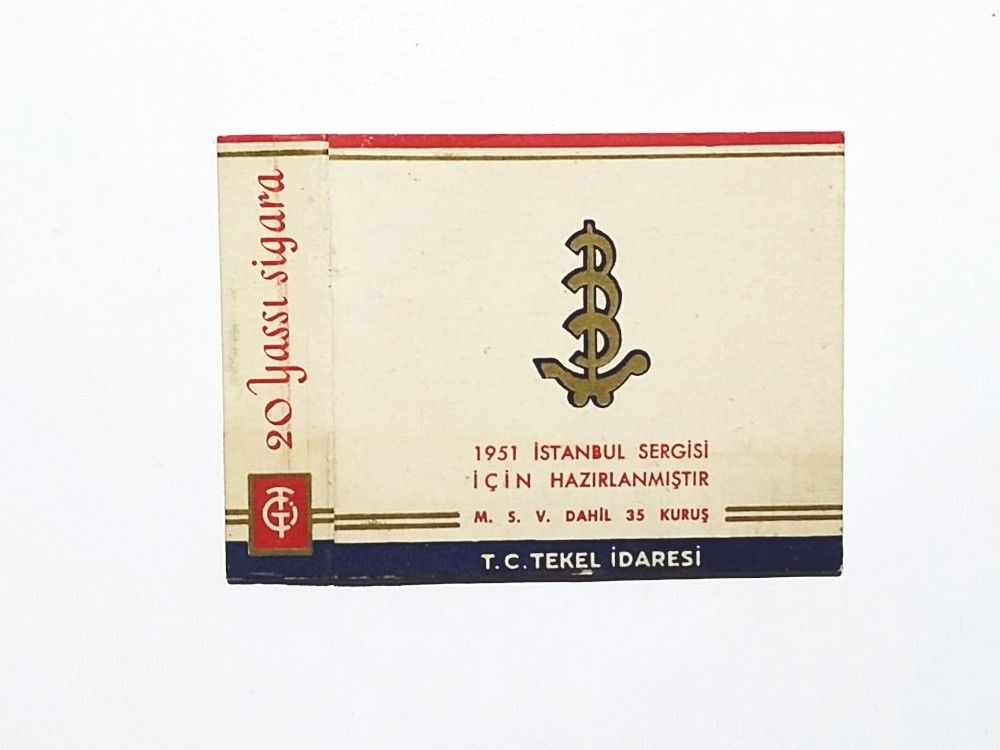 20 Yassı sigara
1951 İSTANBUL SERGİSİ
İÇİN HAZIRLANMIŞTIR
M. S. V. DAHİL 35 KURUŞ
T.C. TEKEL İDARESİ